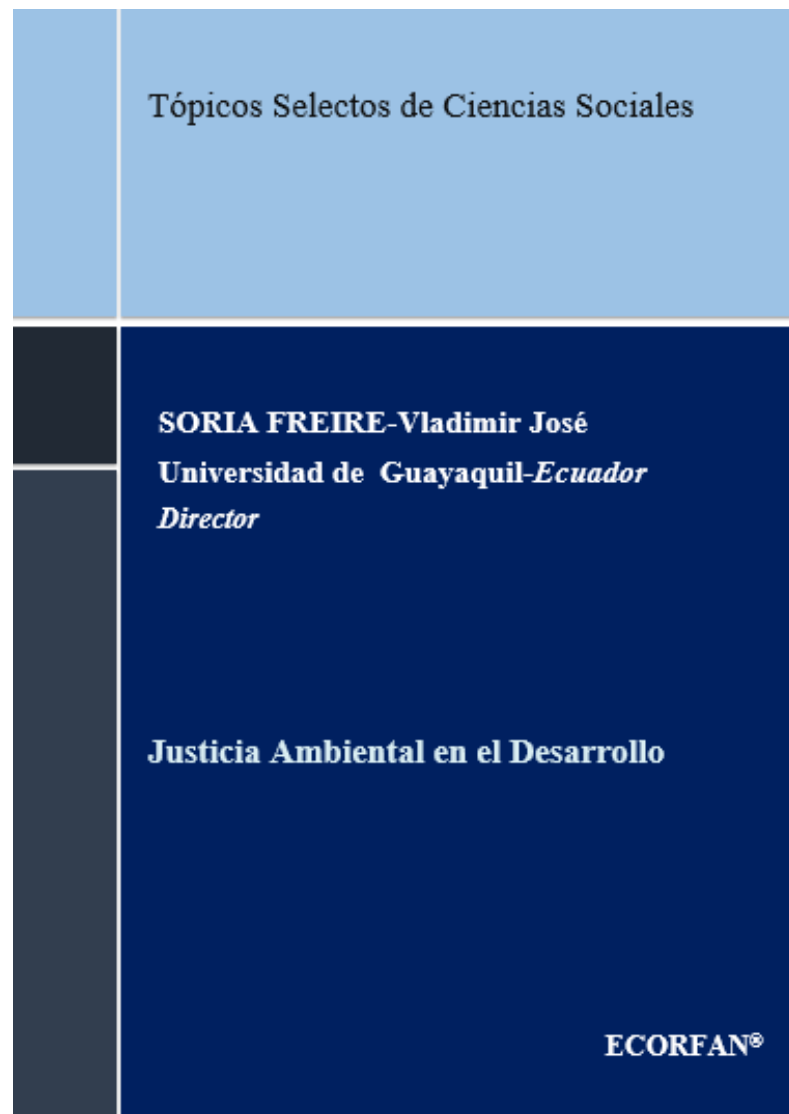 Tópicos Selectos de Ciencias Sociales
SORIA FREIRE-Vladimir José
Universidad de Guayaquil-Ecuador
Director
Justicia Ambiental en el Desarrollo
ECORFAN®